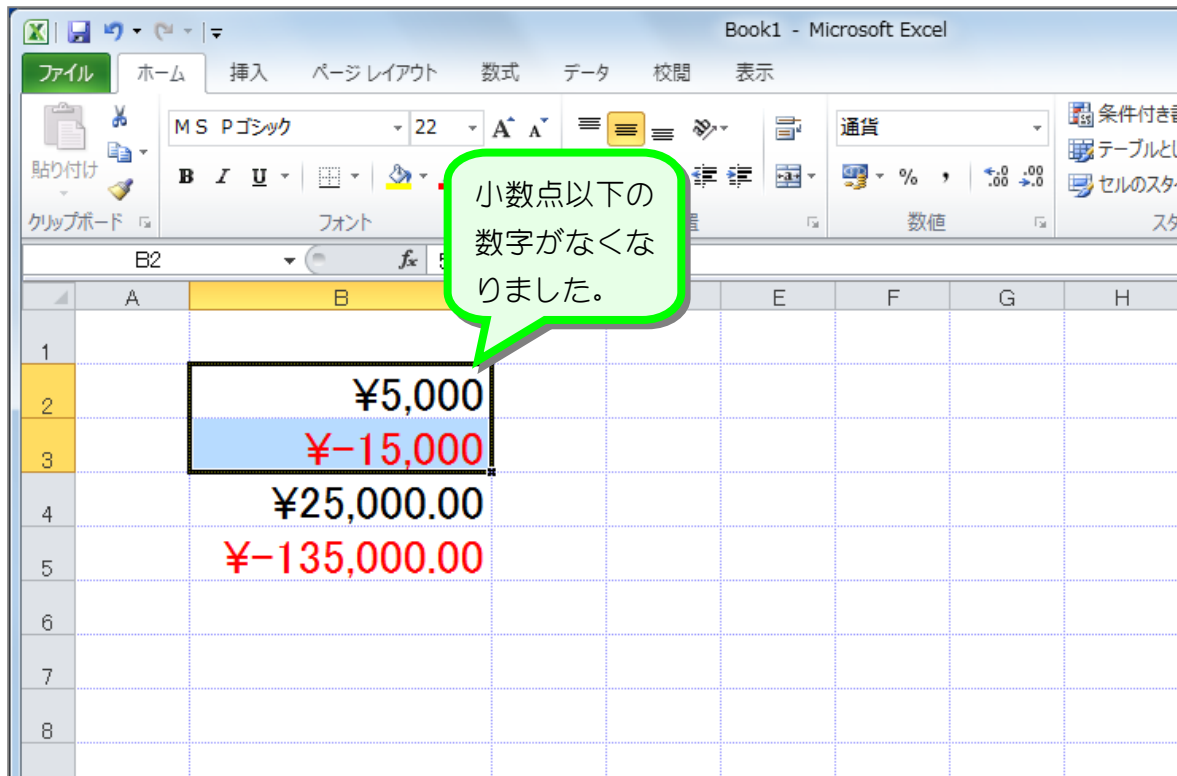 Book1 - Microsoft Excel
ファイル ホーム 挿入 ページ レイアウト 数式 データ 校閲 表示
ＭＳ Ｐゴシック 22 A A 通貨 条件付き
貼り付け B I U % , .0 .00 .00 .0 テーブルとし
セルのスタ
クリップボード フォント 数値
小数点以下の
数字がなくな
りました。
B2 fx
A B E F G H
1
2 ¥5,000
3 ¥-15,000
4 ¥25,000.00
5 ¥-135,000.00
6
7
8